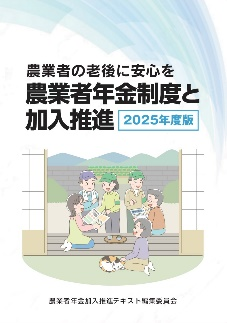 農業者の老後に安心を
農業者年金制度と
加入推進 2025年度版
農業者年金加入推進テキスト編集委員会